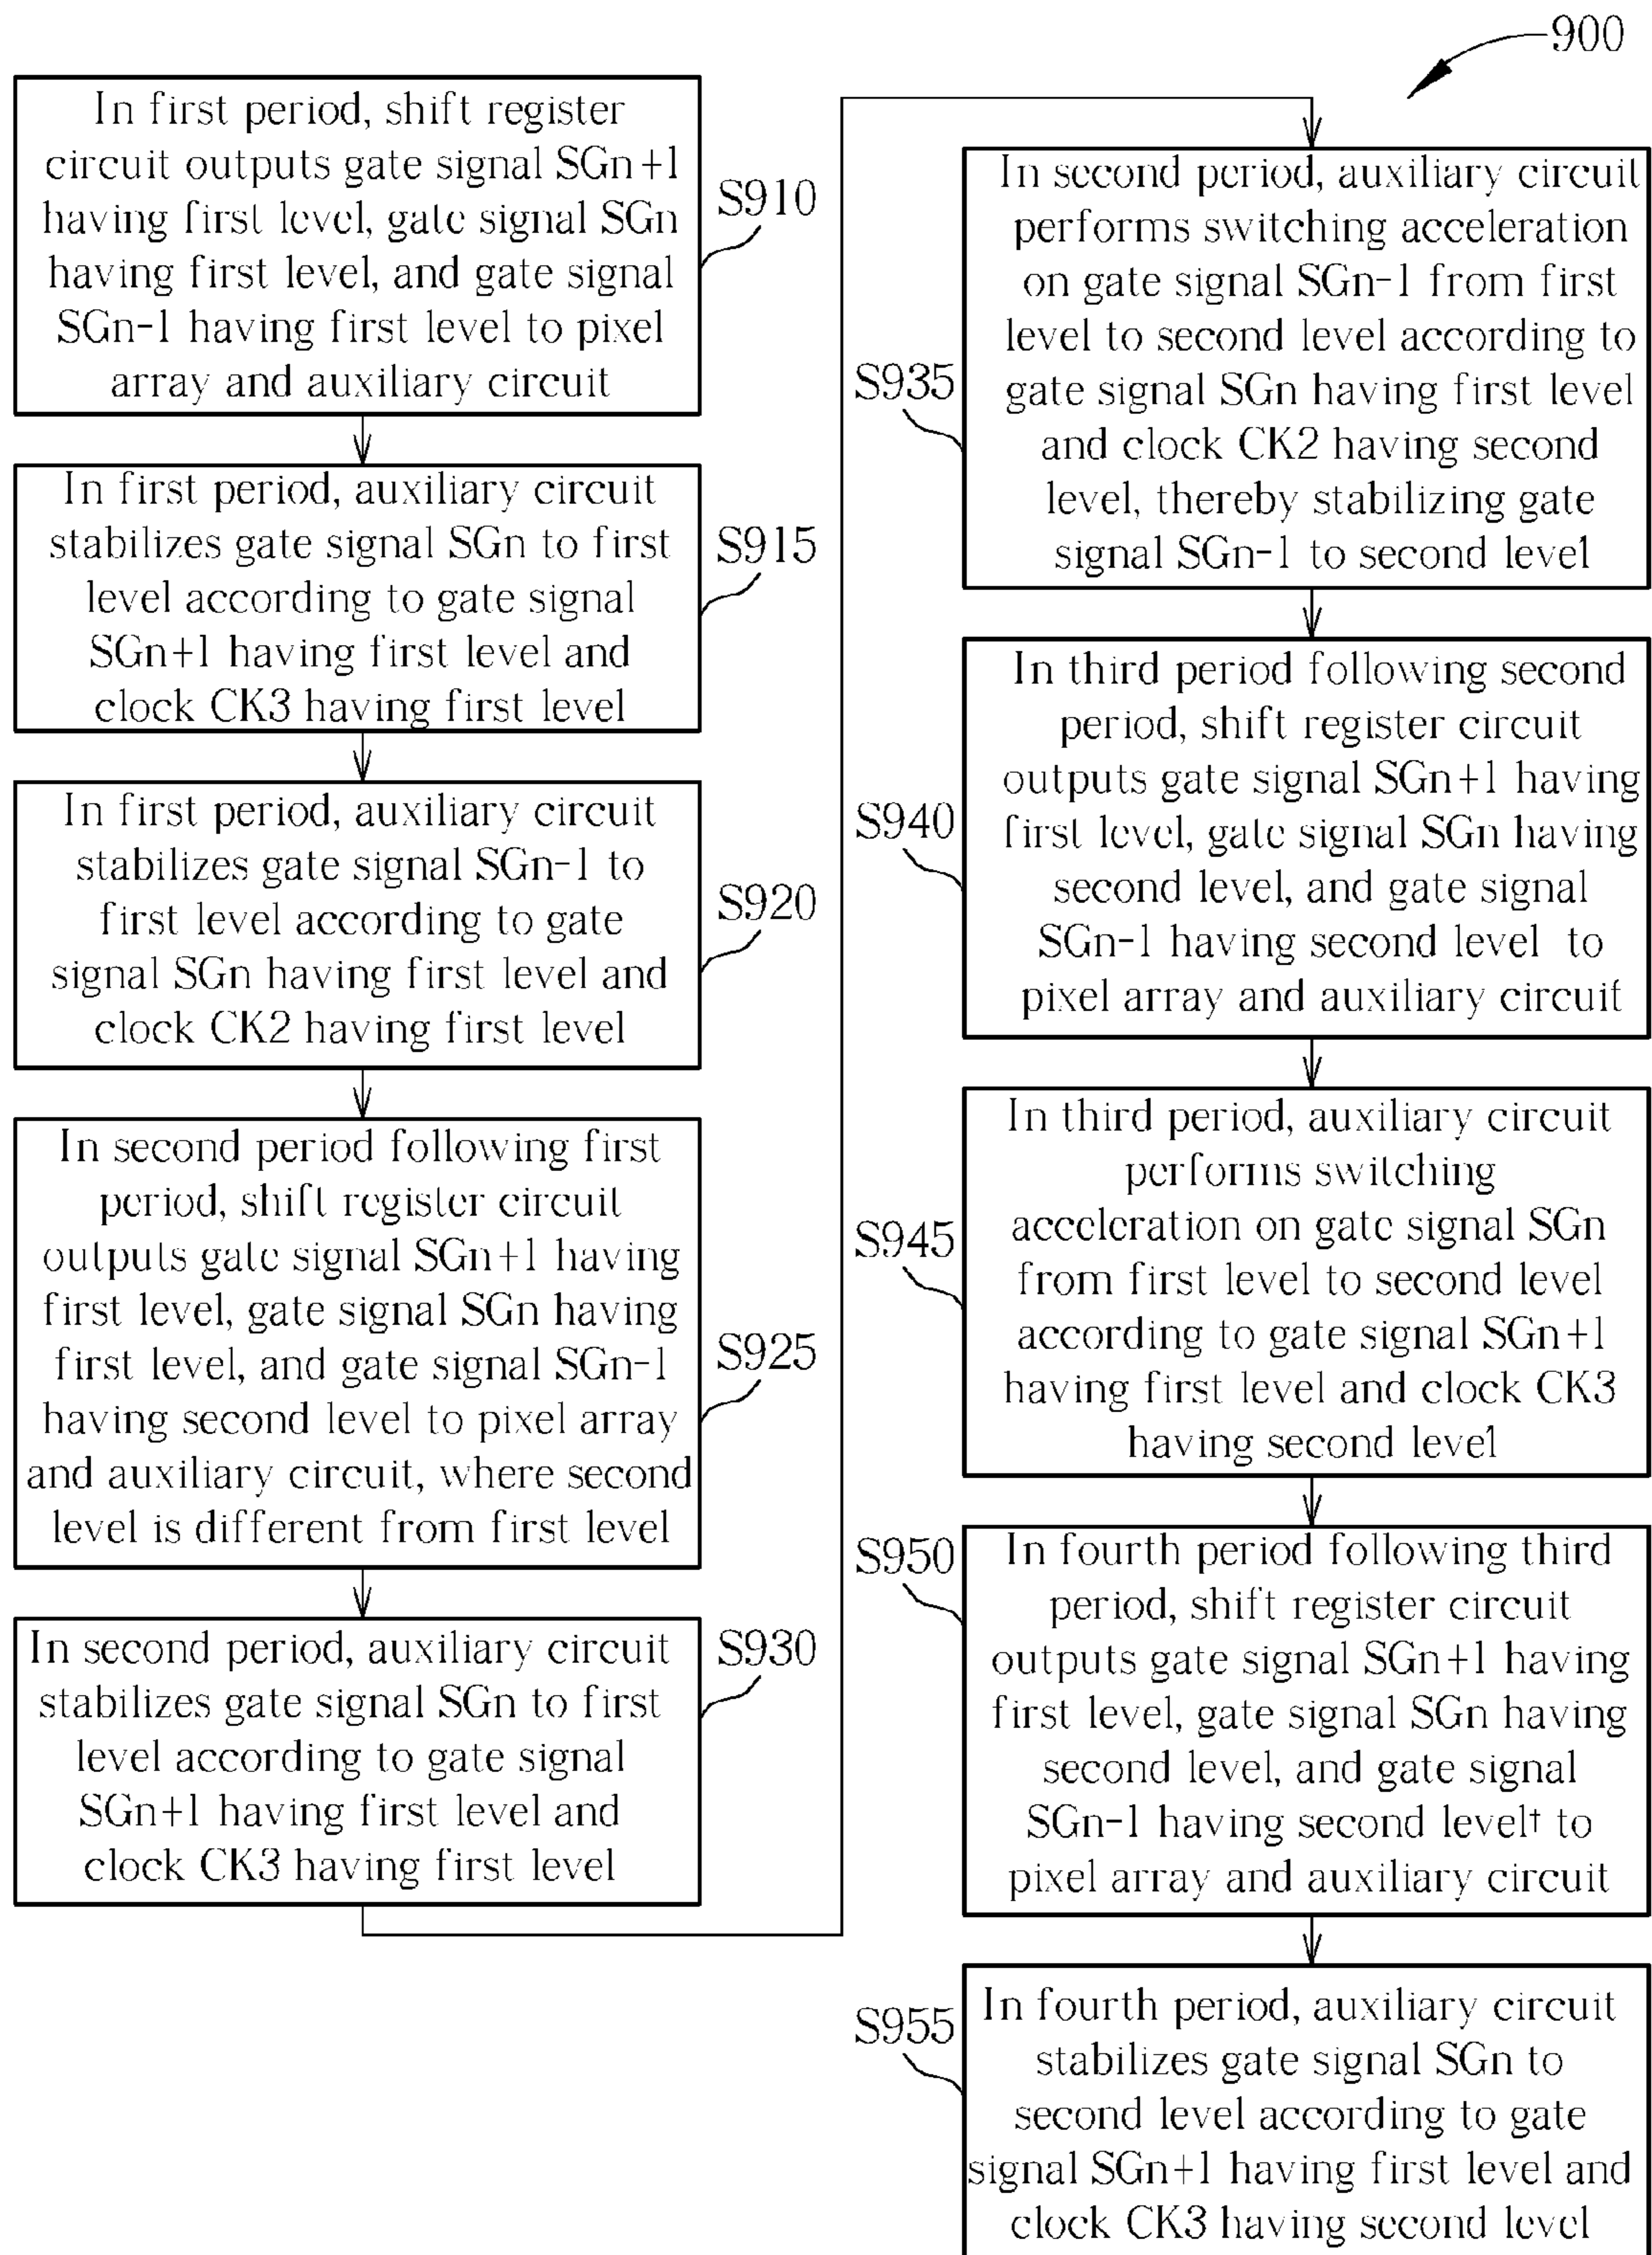 900
In first period, shift register
circuit outputs gate signal SGn+1
having first level, gate signal SGn
having first level, and gate signal
SGn-1 having first level to pixel
array and auxiliary circuit
S910
In first period, auxiliary circuit
stabilizes gate signal SGn to first
level according to gate signal
SGn+1 having first level and
clock CK3 having first level
S915
In first period, auxiliary circuit
stabilizes gate signal SGn-1 to
first level according to gate
signal SGn having first level and
clock CK2 having first level
S920
In second period following first
period, shift register circuit
outputs gate signal SGn+1 having
first level, gate signal SGn having
first level, and gate signal SGn-1
having second level to pixel array
and auxiliary circuit, where second
level is different from first level
S925
In second period, auxiliary circuit
stabilizes gate signal SGn to first
level according to gate signal
SGn+1 having first level and
clock CK3 having first level
S930
In second period, auxiliary circuit
performs switching acceleration
on gate signal SGn-1 from first
level to second level according to
gate signal SGn having first level
and clock CK2 having second
level, thereby stabilizing gate
signal SGn-1 to second level
S935
In third period following second
period, shift register circuit
outputs gate signal SGn+1 having
first level, gate signal SGn having
second level, and gate signal
SGn-1 having second level to
pixel array and auxiliary circuit
S940
In third period, auxiliary circuit
performs switching
acceleration on gate signal SGn
from first level to second level
according to gate signal SGn+1
having first level and clock CK3
having second level
S945
In fourth period following third
period, shift register circuit
outputs gate signal SGn+1 having
first level, gate signal SGn having
second level, and gate signal
SGn-1 having second level† to
pixel array and auxiliary circuit
S950
In fourth period, auxiliary circuit
stabilizes gate signal SGn to
second level according to gate
signal SGn+1 having first level and
clock CK3 having second level
S955